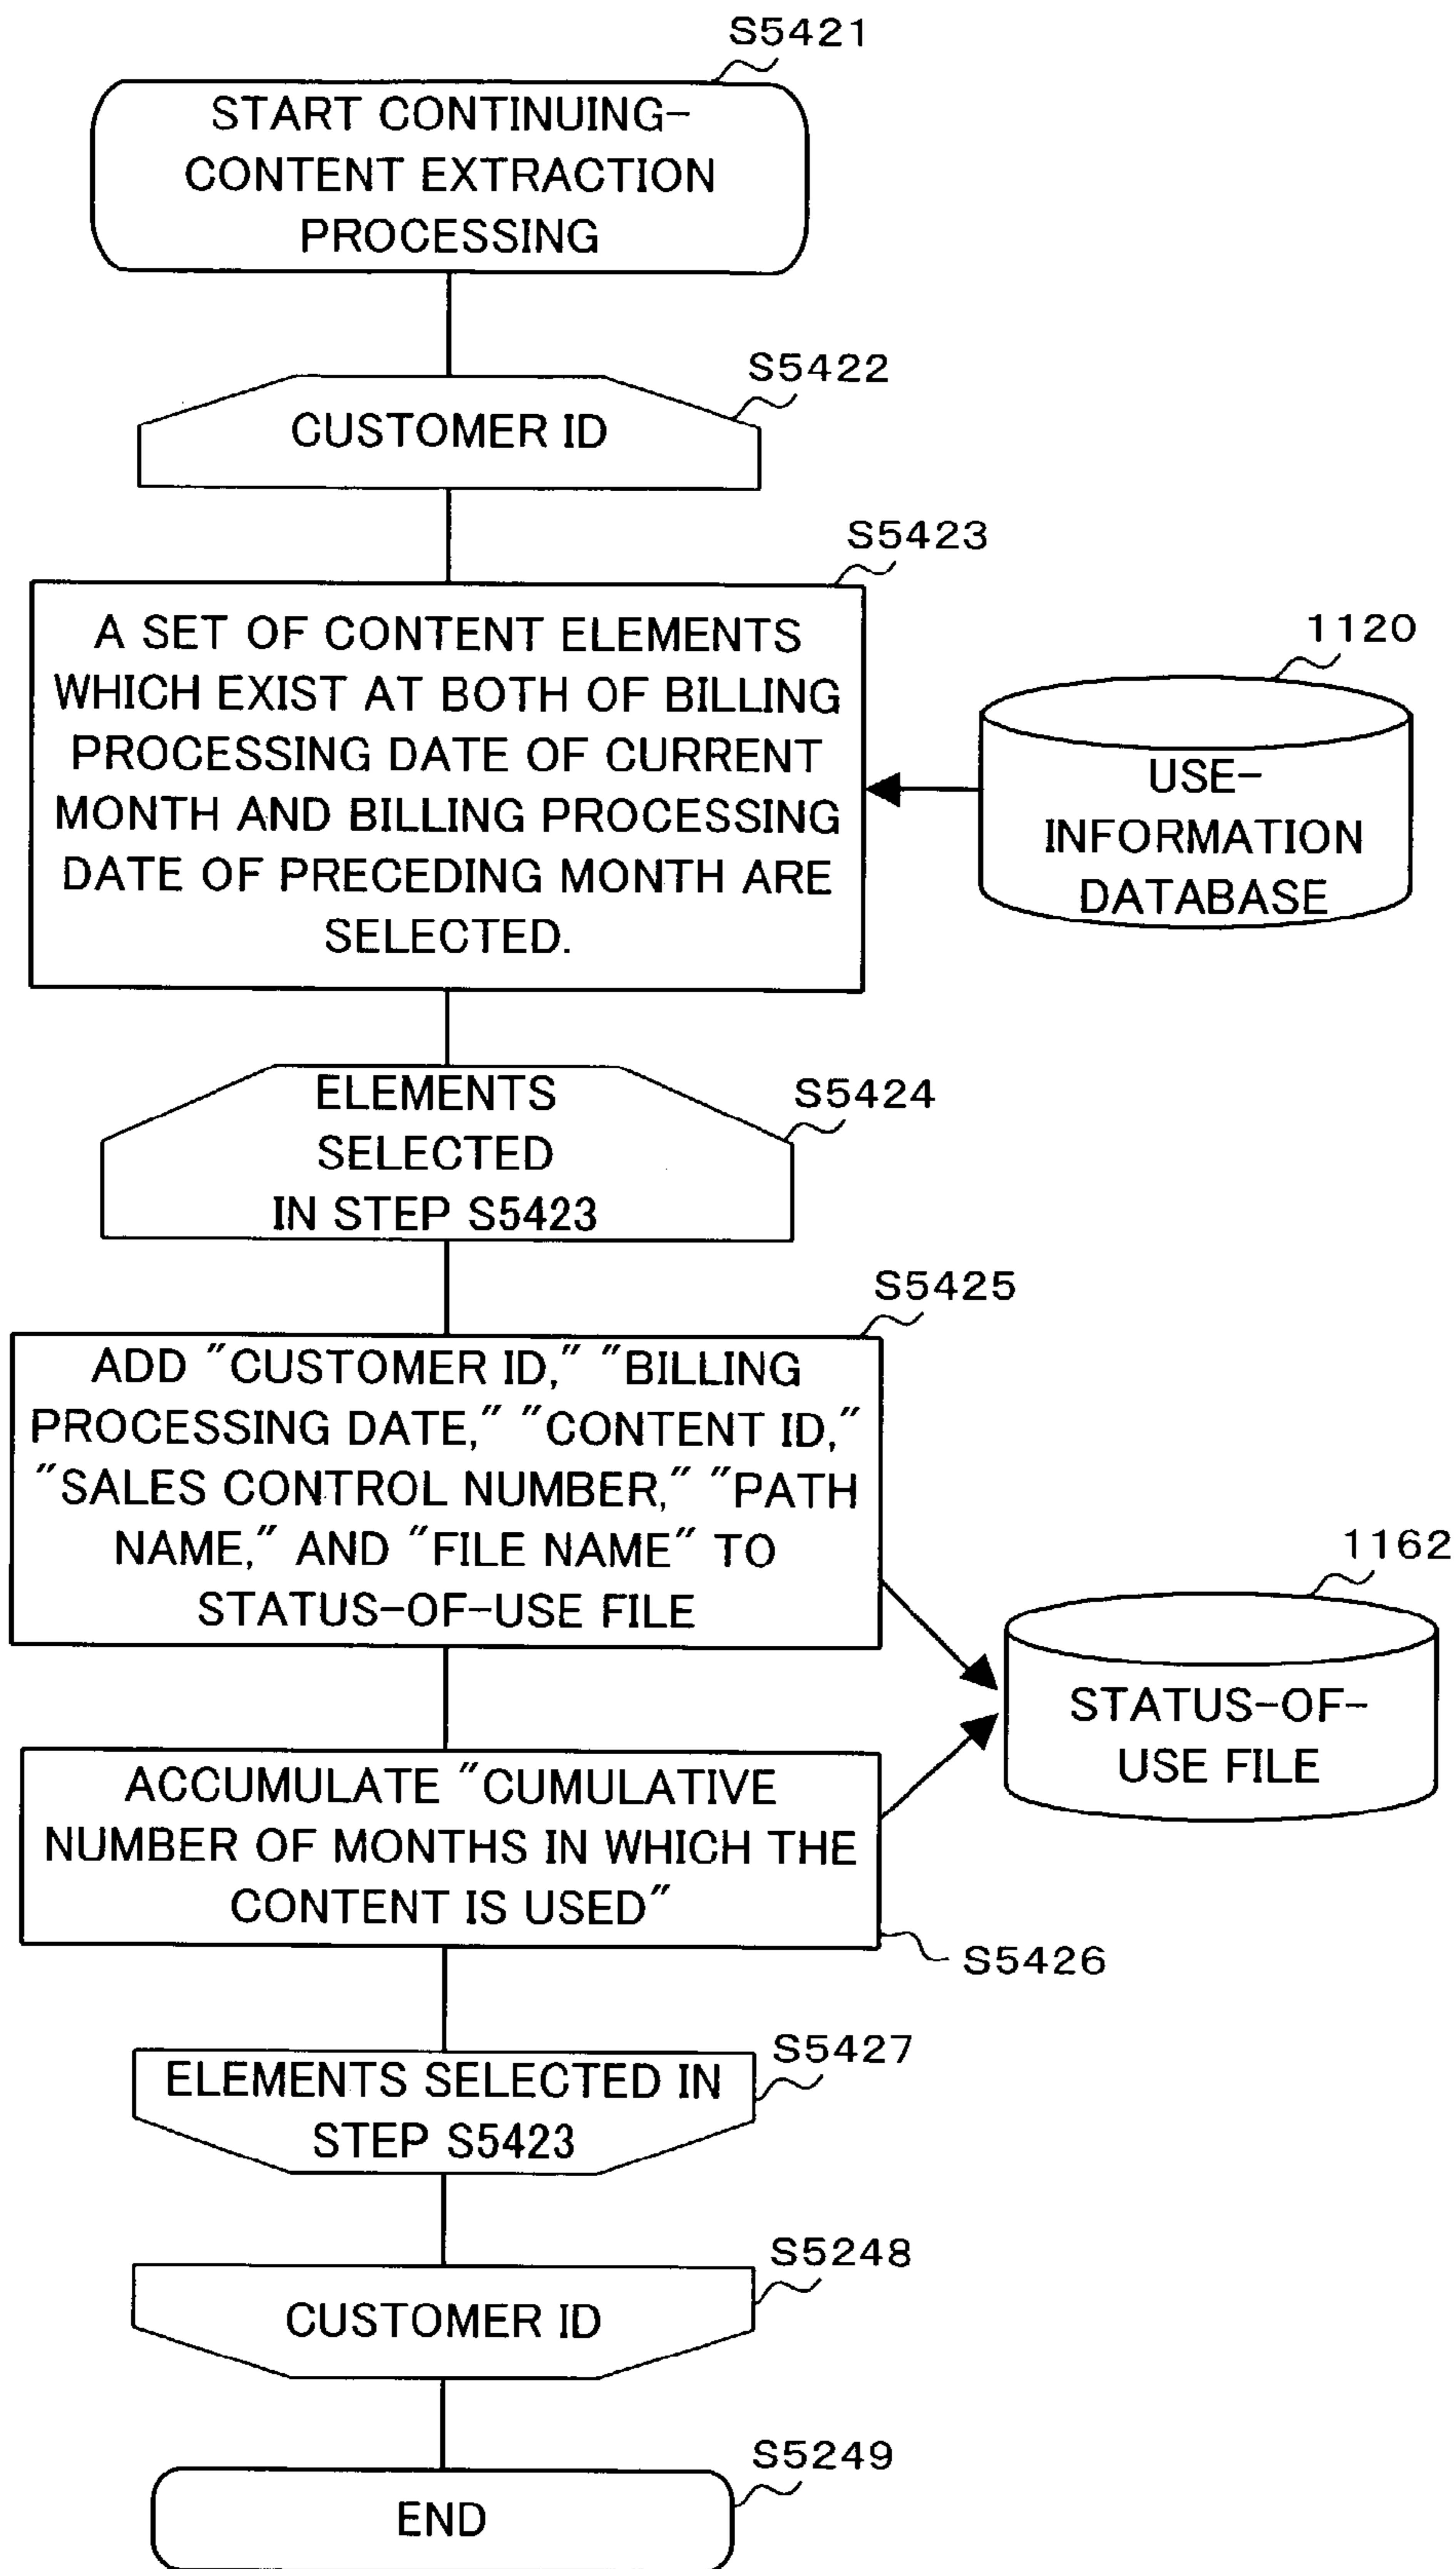 S5421
START CONTINUING-
CONTENT EXTRACTION
PROCESSING
S5422
CUSTOMER ID
S5423
A SET OF CONTENT ELEMENTS
WHICH EXIST AT BOTH OF BILLING
PROCESSING DATE OF CURRENT
MONTH AND BILLING PROCESSING
DATE OF PRECEDING MONTH ARE
SELECTED.
1120
USE-
INFORMATION
DATABASE
S5424
ELEMENTS
SELECTED
IN STEP S5423
S5425
ADD "CUSTOMER ID," "BILLING
PROCESSING DATE," "CONTENT ID,"
"SALES CONTROL NUMBER," "PATH
NAME," AND "FILE NAME" TO
STATUS-OF-USE FILE
1162
STATUS-OF-
USE FILE
ACCUMULATE "CUMULATIVE
NUMBER OF MONTHS IN WHICH THE
CONTENT IS USED"
S5426
S5427
ELEMENTS SELECTED IN
STEP S5423
S5248
CUSTOMER ID
S5249
END